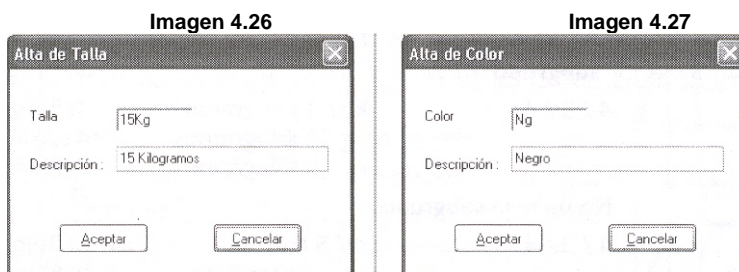 Imagen 4.26
Imagen 4.27
Alta de Talla
Talla
15Kg
Descripción :
15 Kilogramos
Aceptar
Cancelar
Alta de Color
Color
Ng
Descripción :
Negro
Aceptar
Cancelar